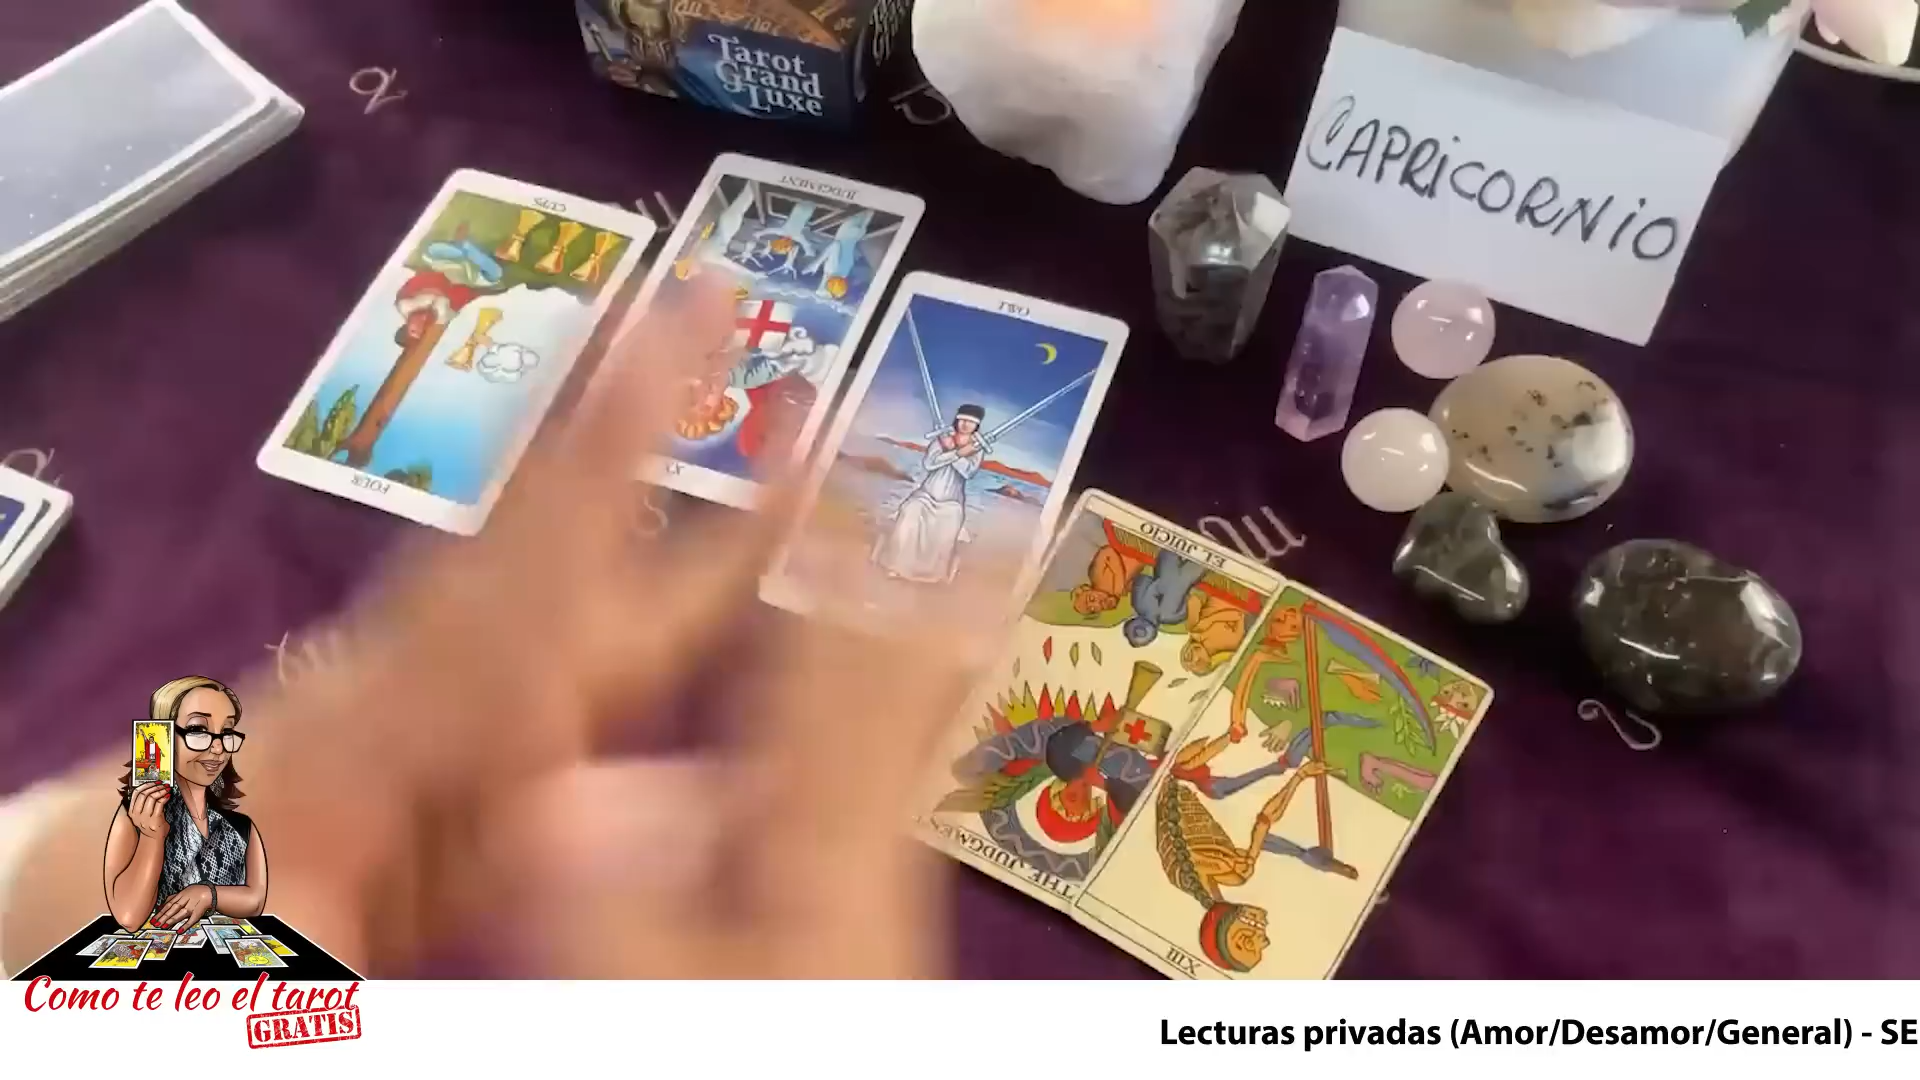 Tarot
Grand
Luxe
CAPRiCORNiO
CUPS
FOUR
JUDGEMENT
EL JUICIO
THE JUDGMENT
XIII
Como te leo el tarot
GRATIS
Lecturas privadas (Amor/Desamor/General) - SE